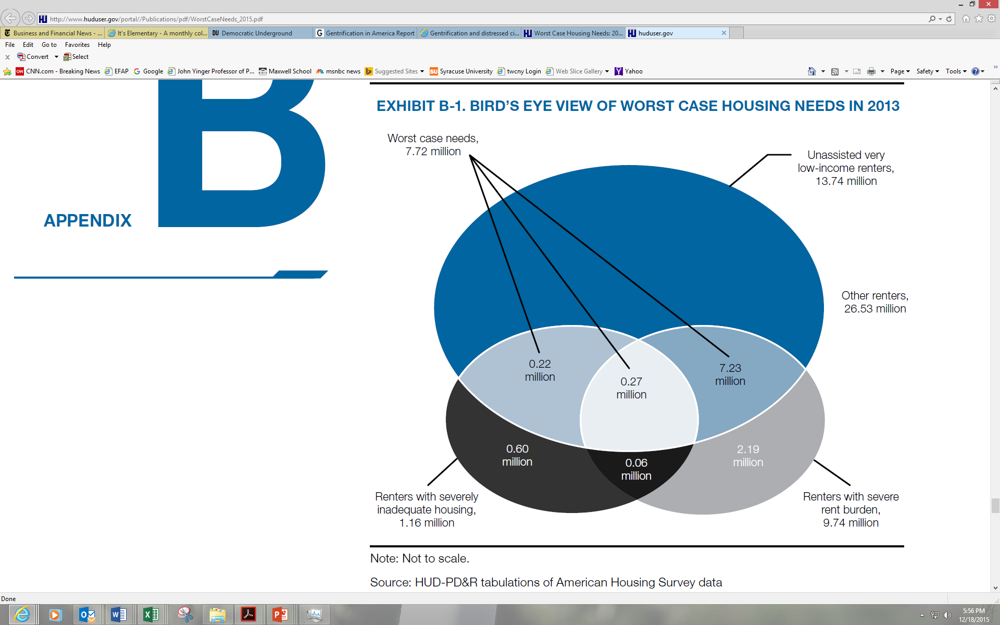 http://www.huduser.gov/portal//Publications/pdf/WorstCaseNeeds_2015.pdf
Business and Financial News - ...
It's Elementary - A monthly col...
DU Democratic Underground
G Gentrification in America Report
Gentrification and distressed ci...
Worst Case Housing Needs: 20...
huduser.gov
File Edit Go to Favorites Help
x Convert Select
CNN CNN.com - Breaking News
EFAP
G Google
John Yinger Professor of P...
Maxwell School
msnbc news
Suggested Sites
SU Syracuse University
twcny Login
Web Slice Gallery
Y Yahoo
Page Safety Tools
B
APPENDIX
EXHIBIT B-1. BIRD’S EYE VIEW OF WORST CASE HOUSING NEEDS IN 2013
Worst case needs,
7.72 million
Unassisted very
low-income renters,
13.74 million
Other renters,
26.53 million
0.22
million
0.27
million
7.23
million
0.60
million
0.06
million
2.19
million
Renters with severely
inadequate housing,
1.16 million
Renters with severe
rent burden,
9.74 million
Note: Not to scale.
Source: HUD-PD&R tabulations of American Housing Survey data
Done
5:56 PM
12/18/2015